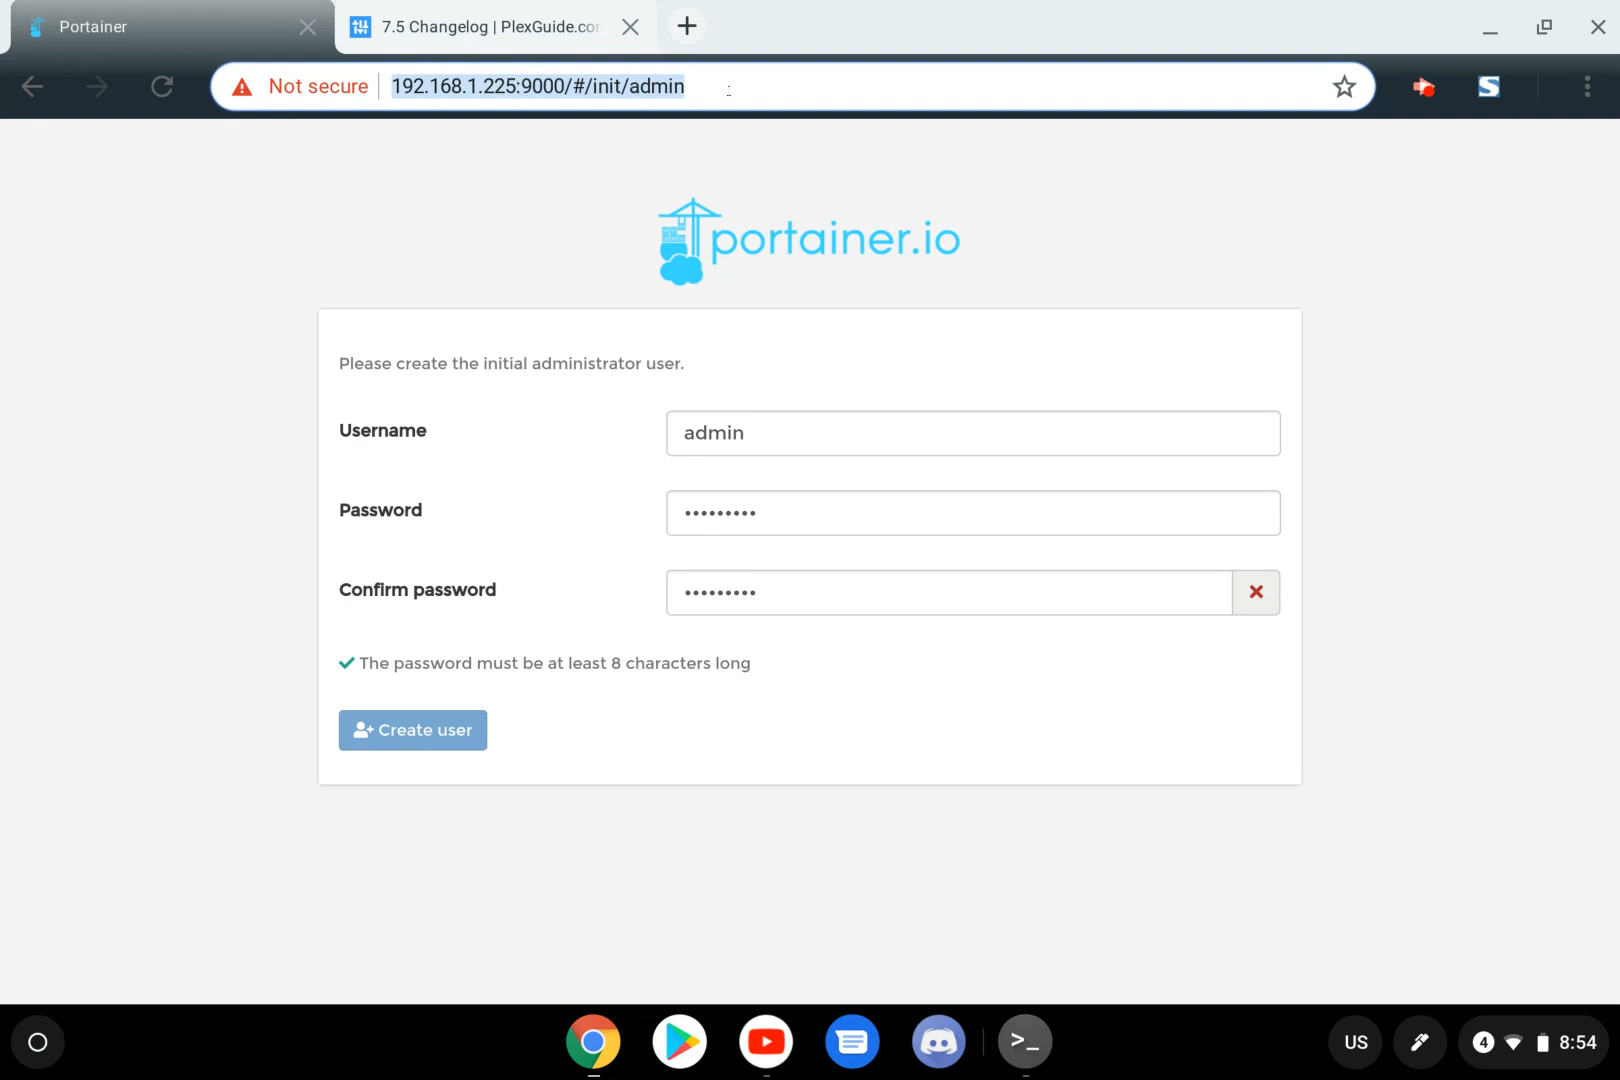 Portainer
7.5 Changelog | PlexGuide.com
Not secure
192.168.1.225:9000/#/init/admin
S
portainer.io
Please create the initial administrator user.
Username
admin
Password
•••••••••
Confirm password
•••••••••
The password must be at least 8 characters long
Create user
>_
US
4
8:54